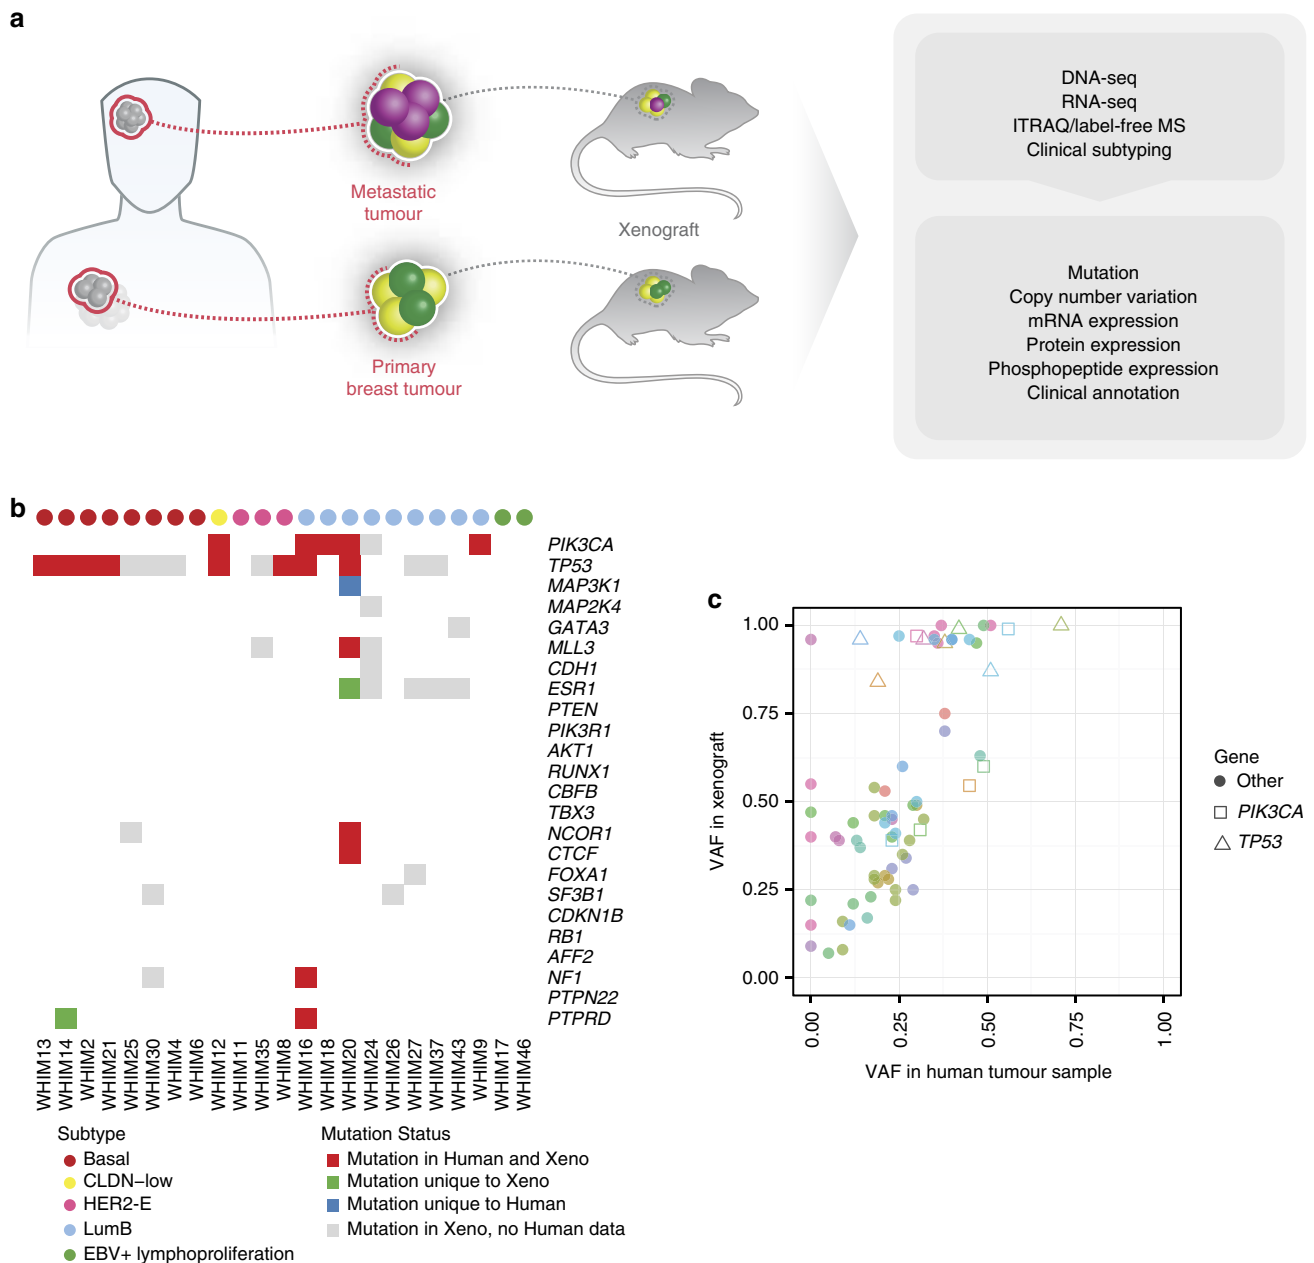 a
Metastatic
tumour
Primary
breast tumour
Xenograft
DNA-seq
RNA-seq
ITRAQ/label-free MS
Clinical subtyping
Mutation
Copy number variation
mRNA expression
Protein expression
Phosphopeptide expression
Clinical annotation
b
PIK3CA
TP53
MAP3K1
MAP2K4
GATA3
MLL3
CDH1
ESR1
PTEN
PIK3R1
AKT1
RUNX1
CBFB
TBX3
NCOR1
CTCF
FOXA1
SF3B1
CDKN1B
RB1
AFF2
NF1
PTPN22
PTPRD
WHIM13
WHIM14
WHIM2
WHIM21
WHIM25
WHIM30
WHIM4
WHIM6
WHIM12
WHIM11
WHIM35
WHIM8
WHIM16
WHIM18
WHIM20
WHIM24
WHIM26
WHIM27
WHIM37
WHIM43
WHIM9
WHIM17
WHIM46
Subtype
Basal
CLDN–low
HER2-E
LumB
EBV+ lymphoproliferation
Mutation Status
Mutation in Human and Xeno
Mutation unique to Xeno
Mutation unique to Human
Mutation in Xeno, no Human data
c
VAF in xenograft
1.00
0.75
0.50
0.25
0.00
0.00
0.25
0.50
0.75
1.00
VAF in human tumour sample
Gene
Other
PIK3CA
TP53